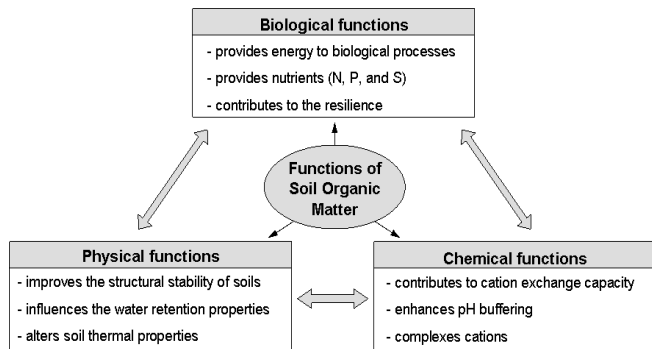 Biological functions
- provides energy to biological processes
- provides nutrients (N, P, and S)
- contributes to the resilience
Functions of
Soil Organic
Matter
Physical functions
- improves the structural stability of soils
- influences the water retention properties
- alters soil thermal properties
Chemical functions
- contributes to cation exchange capacity
- enhances pH buffering
- complexes cations